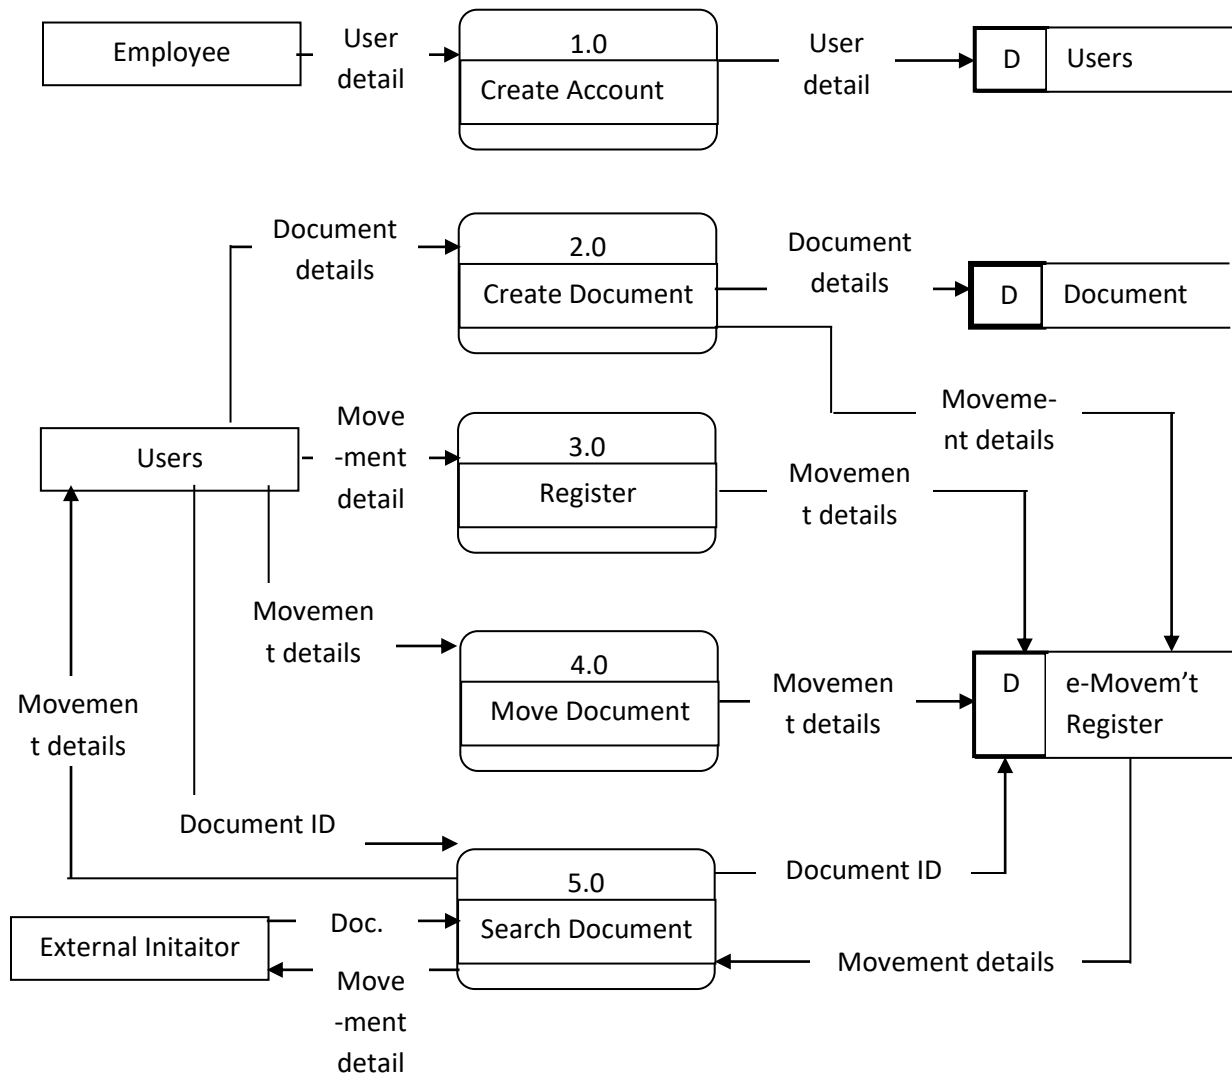 Employee
User
detail
1.0
Create Account
User
detail
D
Users
Document
details
2.0
Create Document
Document
details
D
Document
Moveme-
nt details
Users
Move
-ment
detail
3.0
Register
Movemen
t details
Movemen
t details
4.0
Move Document
Movemen
t details
D
e-Movem't
Register
Movemen
t details
Document ID
5.0
Search Document
Document ID
External Initaitor
Doc.
Move
-ment
detail
Movement details